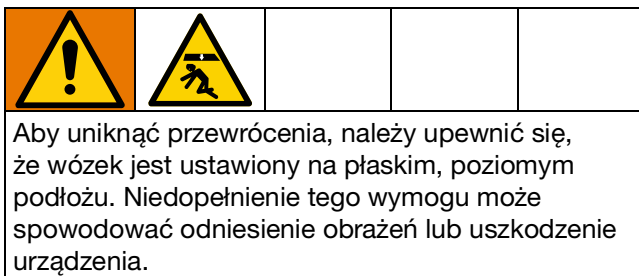 Aby uniknąć przewrócenia, należy upewnić się,
że wózek jest ustawiony na płaskim, poziomym
podłożu. Niedopełnienie tego wymogu może
spowodować odniesienie obrażeń lub uszkodzenie
urządzenia.